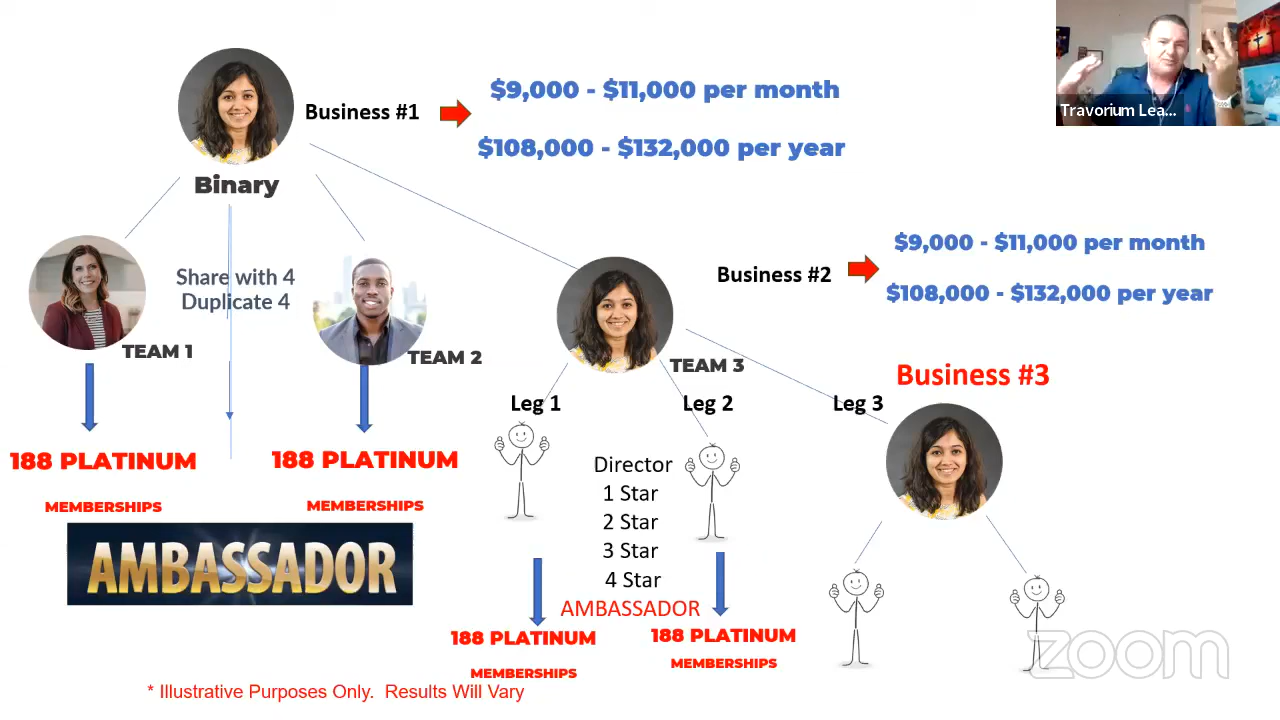 Travorium Lea...
Business #1
$9,000 - $11,000 per month
$108,000 - $132,000 per year
Binary
Share with 4
Duplicate 4
TEAM 1
TEAM 2
188 PLATINUM
MEMBERSHIPS
188 PLATINUM
MEMBERSHIPS
AMBASSADOR
Business #2
$9,000 - $11,000 per month
$108,000 - $132,000 per year
TEAM 3
Business #3
Leg 1
Leg 2
Leg 3
Director
1 Star
2 Star
3 Star
4 Star
AMBASSADOR
188 PLATINUM
MEMBERSHIPS
188 PLATINUM
MEMBERSHIPS
* Illustrative Purposes Only. Results Will Vary
zoom